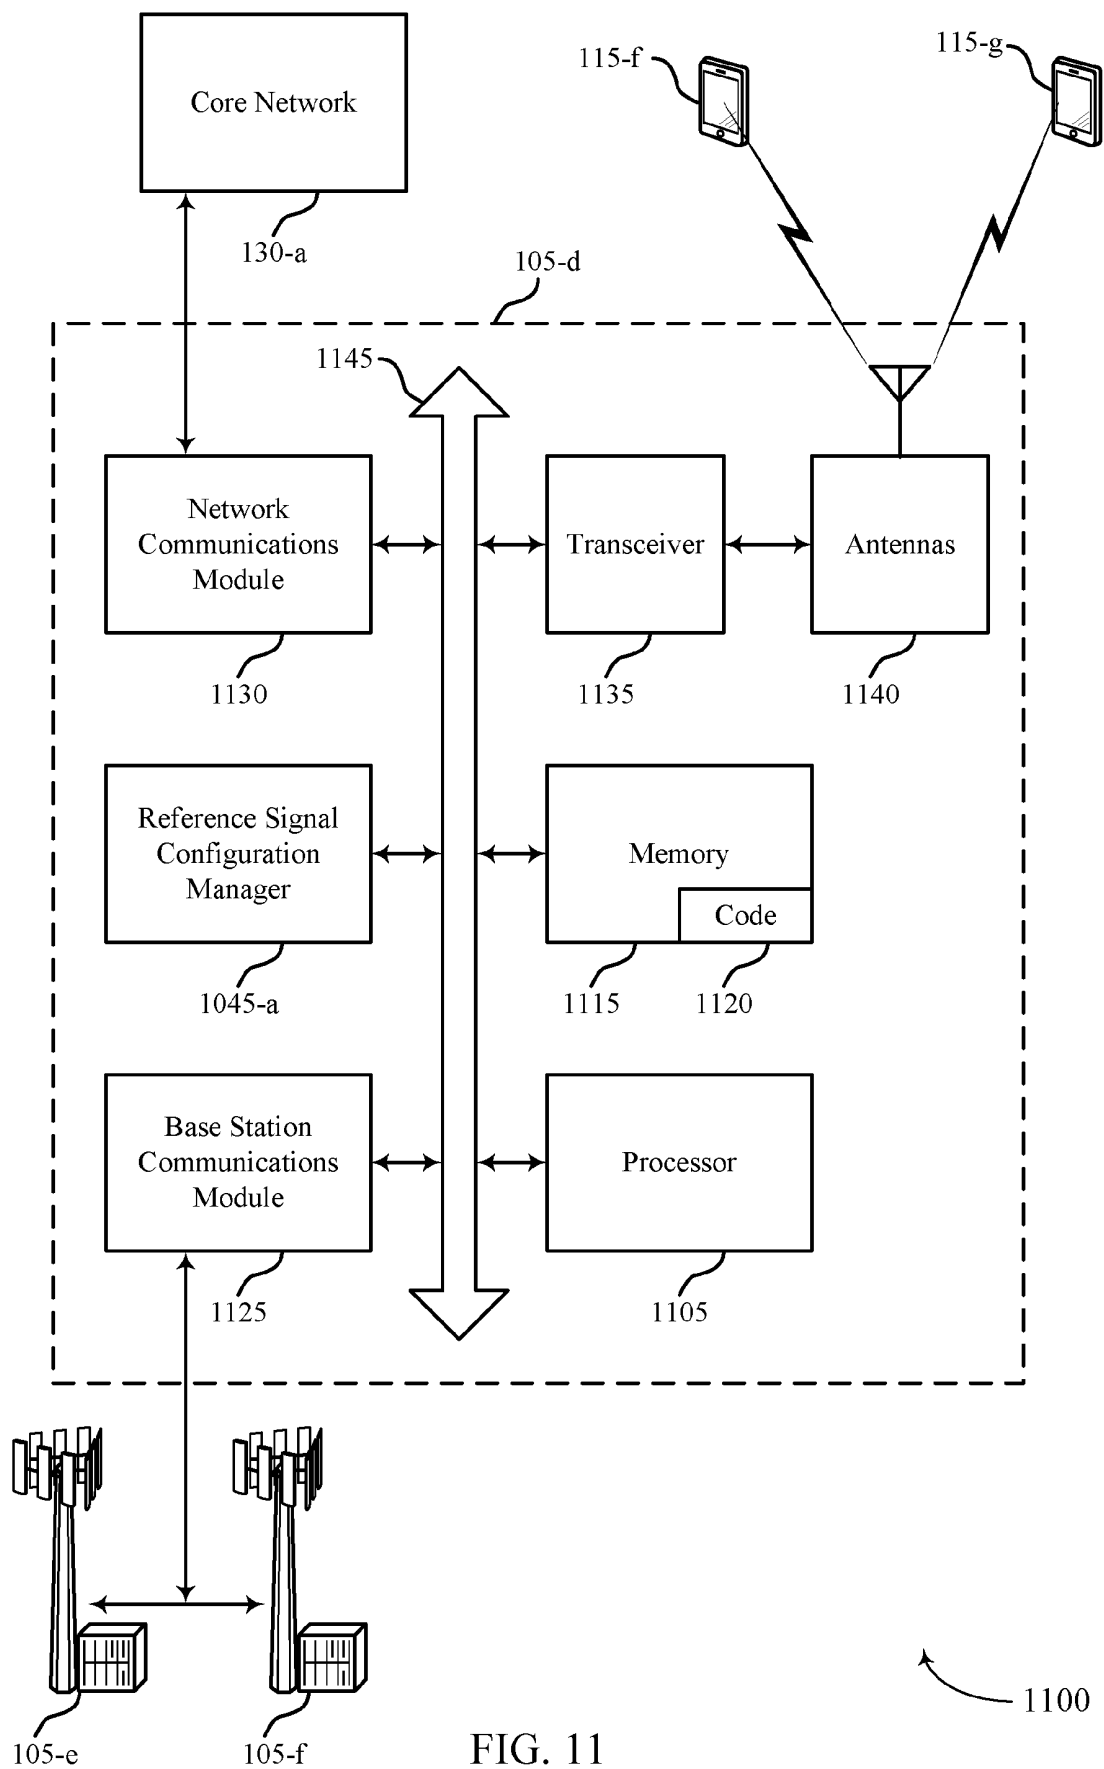 115-f
115-g
Core Network
130-a
105-d
1145
Network
Communications
Module
Transceiver
Antennas
1130
1135
1140
Reference Signal
Configuration
Manager
Memory
Code
1045-a
1115
1120
Base Station
Communications
Module
Processor
1125
1105
1100
105-e
105-f
FIG. 11